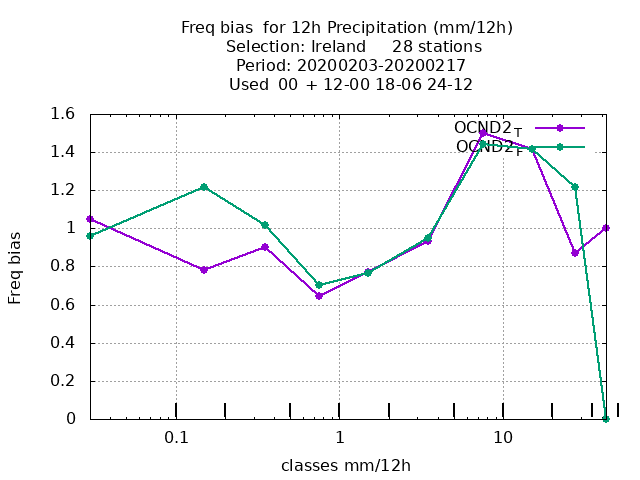 Freq bias  for 12h Precipitation (mm/12h)
Selection: Ireland     28 stations
Period: 20200203-20200217
Used  00 + 12-00 18-06 24-12
OCND2T
OCND2F
1.6
1.4
1.2
1
0.8
0.6
0.4
0.2
0
Freq bias
0.1
1
10
classes mm/12h